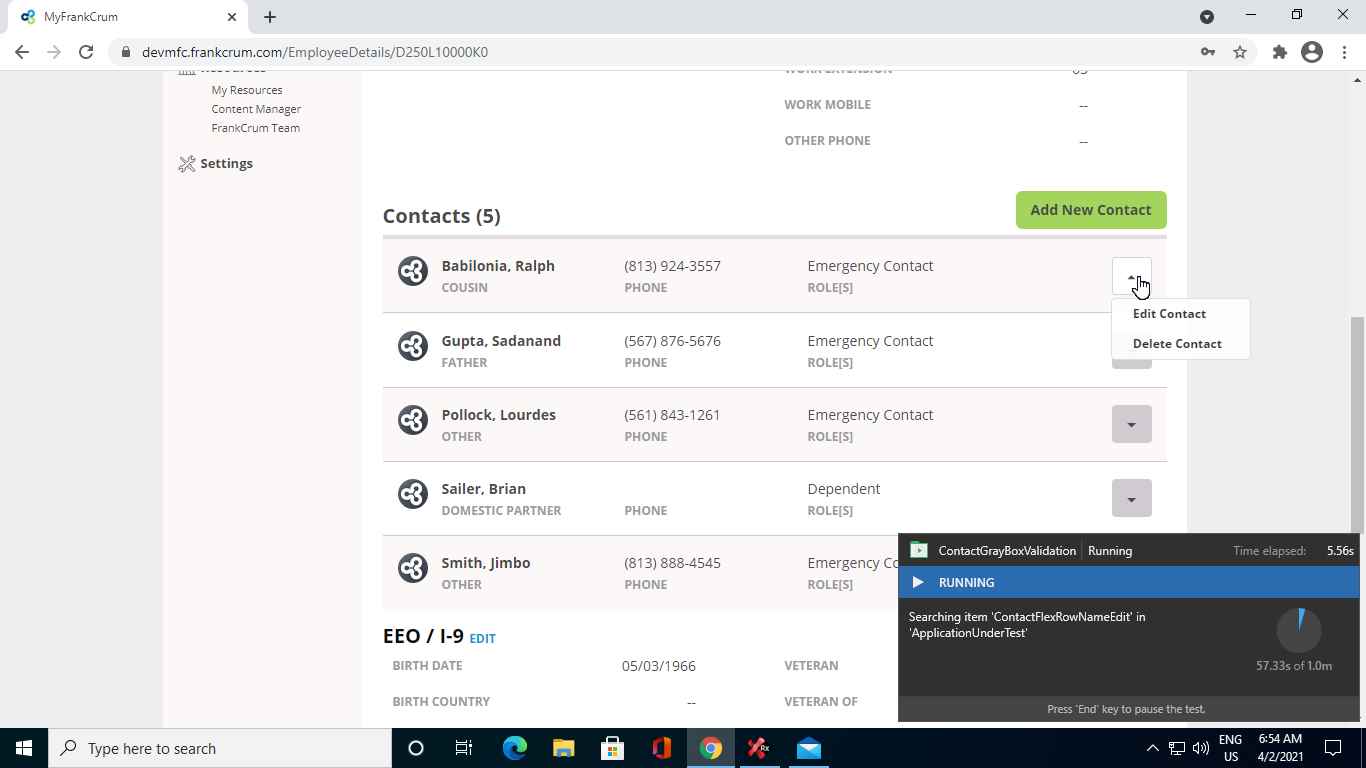 MyFrankCrum
devmfc.frankcrum.com/EmployeeDetails/D250L10000K0
Resources
My Resources
Content Manager
FrankCrum Team
Settings
WORK EXTENSION 05
WORK MOBILE --
OTHER PHONE --
Contacts (5)
Add New Contact
Babilonia, Ralph (813) 924-3557 Emergency Contact
COUSIN PHONE ROLE[S]
Edit Contact
Delete Contact
Gupta, Sadanand (567) 876-5676 Emergency Contact
FATHER PHONE ROLE[S]
Pollock, Lourdes (561) 843-1261 Emergency Contact
OTHER PHONE ROLE[S]
Sailer, Brian Dependent
DOMESTIC PARTNER PHONE ROLE[S]
Smith, Jimbo (813) 888-4545 Emergency Co
OTHER PHONE ROLE[S]
EEO / I-9 EDIT
BIRTH DATE 05/03/1966 VETERAN
BIRTH COUNTRY -- VETERAN OF
ContactGrayBoxValidation Running Time elapsed: 5.56s
RUNNING
Searching item 'ContactFlexRowNameEdit' in
'ApplicationUnderTest'
57.33s of 1.0m
Press 'End' key to pause the test.
Type here to search
Rx
ENG
US
6:54 AM
4/2/2021